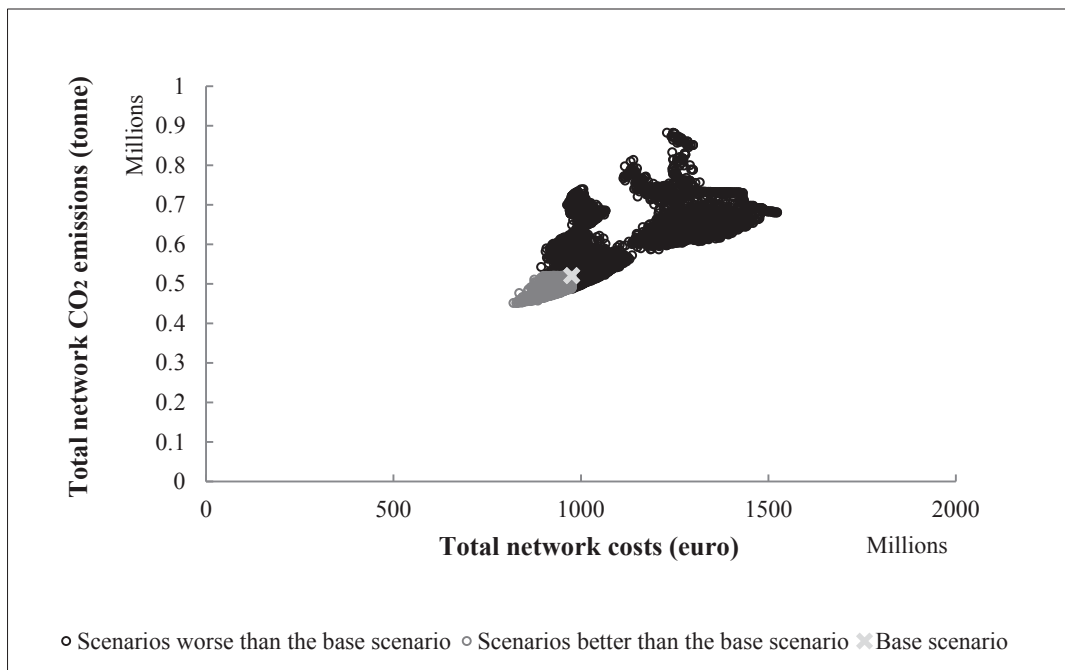 Total network CO2 emissions (tonne)
Millions
1
0.9
0.8
0.7
0.6
0.5
0.4
0.3
0.2
0.1
0
0 500 1000 1500 2000
Total network costs (euro) Millions
Scenarios worse than the base scenario Scenarios better than the base scenario Base scenario